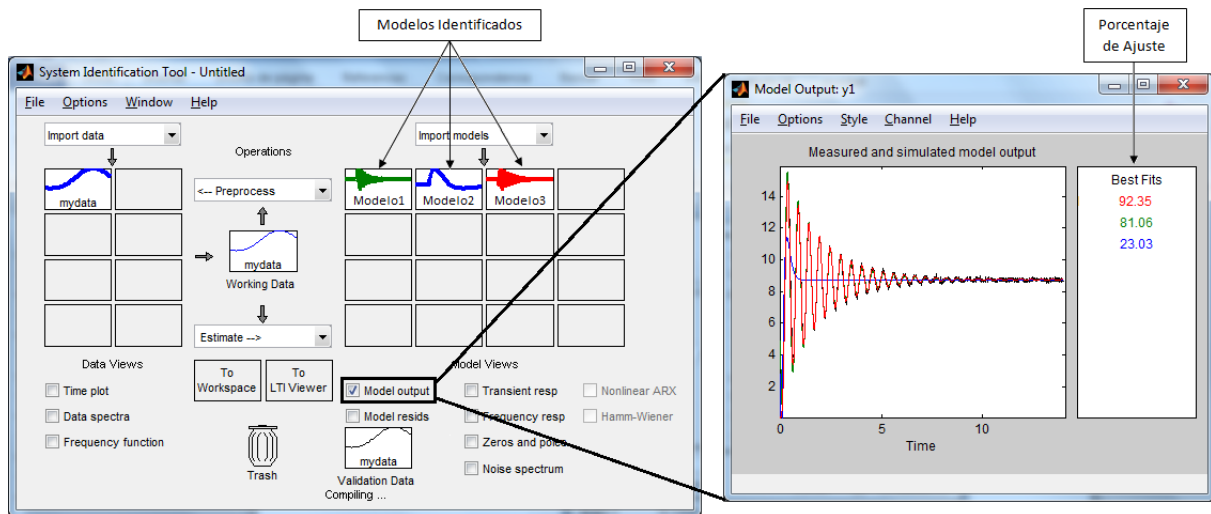 Modelos Identificados
Porcentaje
de Ajuste
System Identification Tool - Untitled
File Options Window Help
Import data
Operations
Import models
mydata
<-- Preprocess
Modelo1 Modelo2 Modelo3
mydata
Working Data
Estimate -->
Data Views
To
Workspace
To
LTI Viewer
Model Views
Time plot
Data spectra
Frequency function
Model output
Model resids
Transient resp
Frequency resp
Zeros and poles
Noise spectrum
Nonlinear ARX
Hamm-Wiener
Trash
mydata
Validation Data
Compiling ...
Model Output: y1
File Options Style Channel Help
Measured and simulated model output
14
12
10
8
6
4
2
0 5 10
Time
Best Fits
92.35
81.06
23.03